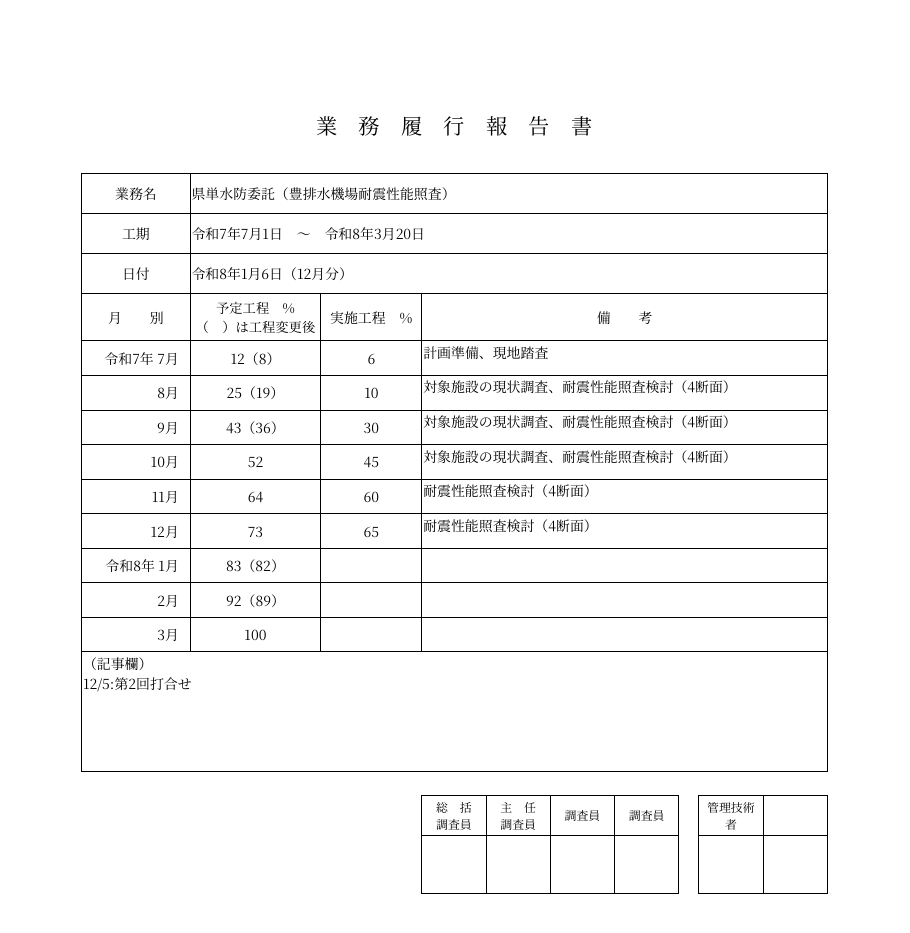 業　務　履　行　報　告　書
業務名 県単水防委託（豊排水機場耐震性能照査）
工期 令和7年7月1日　～　令和8年3月20日
日付 令和8年1月6日（12月分）
月　　別 予定工程　％ （　）は工程変更後 実施工程　％ 備　　考
令和7年 7月 12（8） 6 計画準備、現地踏査
8月 25（19） 10 対象施設の現状調査、耐震性能照査検討（4断面）
9月 43（36） 30 対象施設の現状調査、耐震性能照査検討（4断面）
10月 52 45 対象施設の現状調査、耐震性能照査検討（4断面）
11月 64 60 耐震性能照査検討（4断面）
12月 73 65 耐震性能照査検討（4断面）
令和8年 1月 83（82）
2月 92（89）
3月 100
（記事欄）
12/5:第2回打合せ
総　括 調査員 主　任 調査員 調査員 調査員 管理技術者